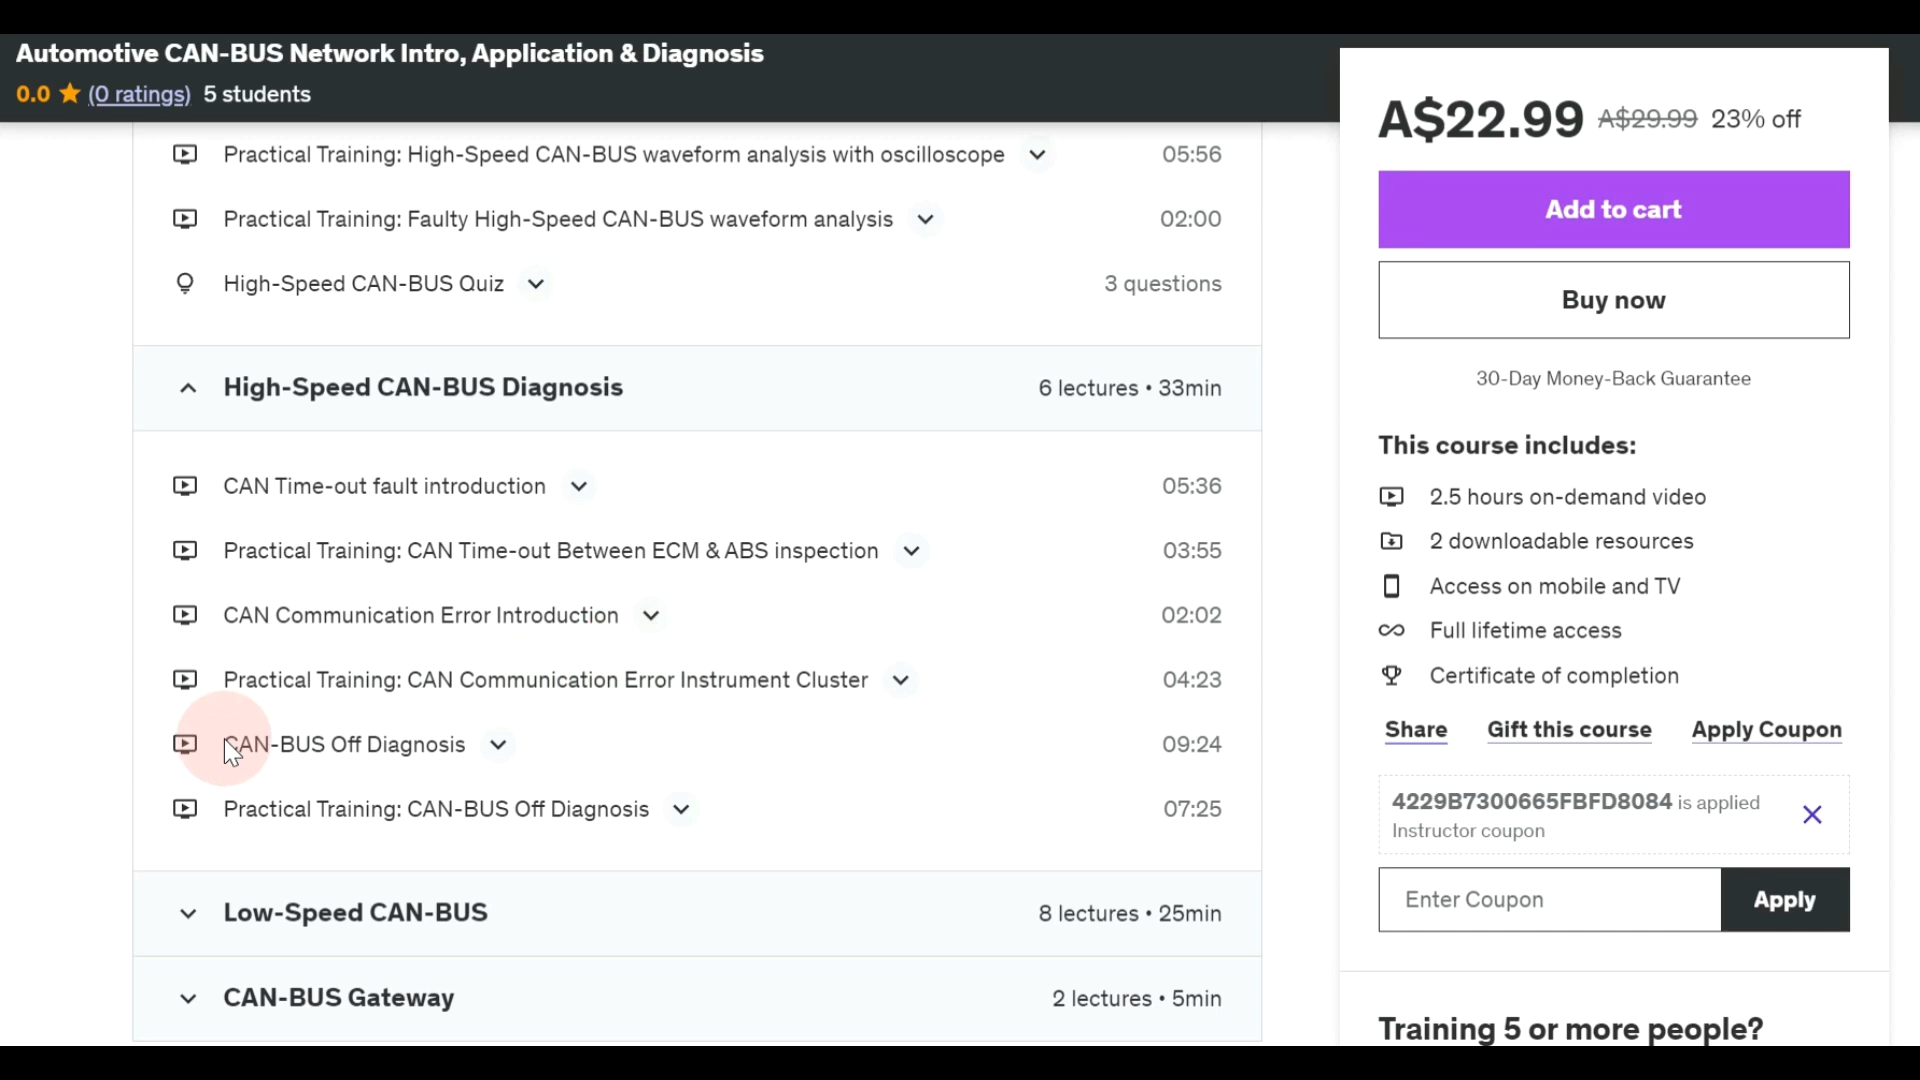 Automotive CAN-BUS Network Intro, Application & Diagnosis
0.0 (0 ratings) 5 students
Practical Training: High-Speed CAN-BUS waveform analysis with oscilloscope 05:56
Practical Training: Faulty High-Speed CAN-BUS waveform analysis 02:00
High-Speed CAN-BUS Quiz 3 questions
High-Speed CAN-BUS Diagnosis 6 lectures • 33min
CAN Time-out fault introduction 05:36
Practical Training: CAN Time-out Between ECM & ABS inspection 03:55
CAN Communication Error Introduction 02:02
Practical Training: CAN Communication Error Instrument Cluster 04:23
CAN-BUS Off Diagnosis 09:24
Practical Training: CAN-BUS Off Diagnosis 07:25
Low-Speed CAN-BUS 8 lectures • 25min
CAN-BUS Gateway 2 lectures • 5min
A$22.99 A$29.99 23% off
Add to cart
Buy now
30-Day Money-Back Guarantee
This course includes:
2.5 hours on-demand video
2 downloadable resources
Access on mobile and TV
Full lifetime access
Certificate of completion
Share Gift this course Apply Coupon
4229B7300665FBFD8084 is applied
Instructor coupon
Enter Coupon Apply
Training 5 or more people?